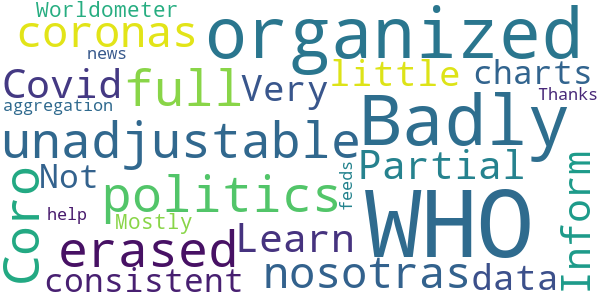 Worldometer
coronas
organized
news
Covid
full
Very
little
charts
aggregation
Thanks
unadjustable
Badly
Coro
Not
politics
feeds
Partial
Inform
help
Mostly
WHO
erased
Learn
consistent
nosotras
data